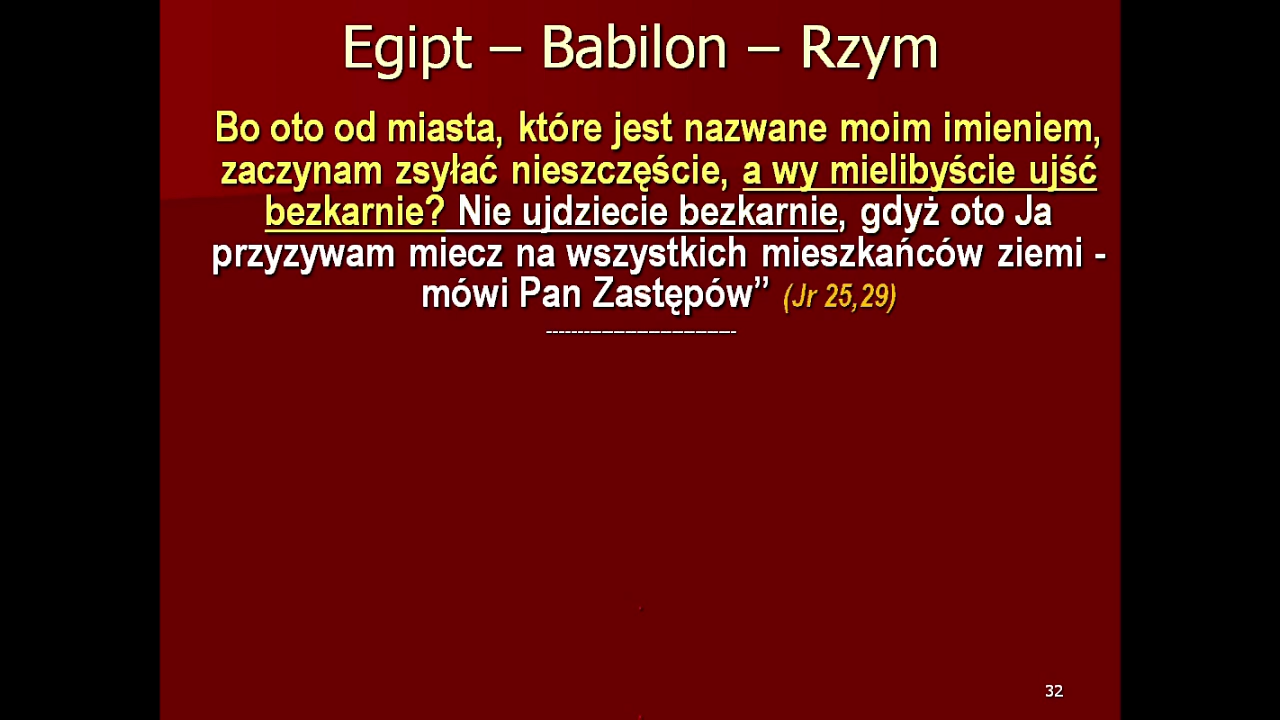 Egipt – Babilon – Rzym
Bo oto od miasta, które jest nazwane moim imieniem,
zaczynam zsyłać nieszczęście, a wy mielibyście ujść
bezkarnie? Nie ujdziecie bezkarnie, gdyż oto Ja
przyzywam miecz na wszystkich mieszkańców ziemi -
mówi Pan Zastępów” (Jr 25,29)
-----------------------------------
32